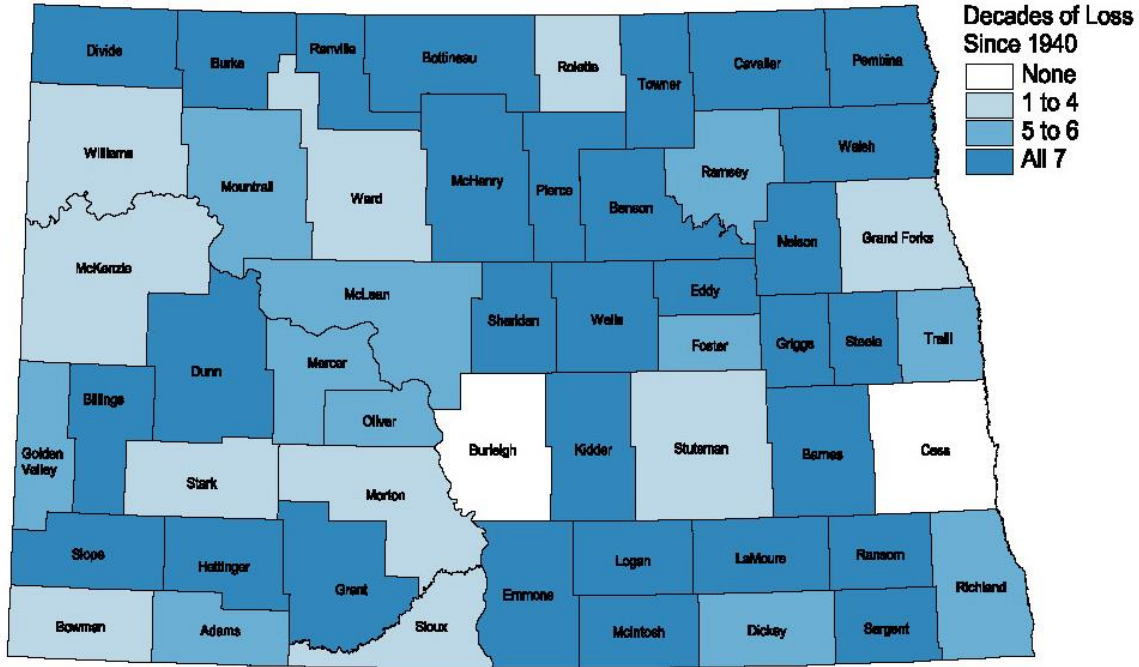 Decades of Loss
Since 1940
None
1 to 4
5 to 6
All 7
Divide
Burke
Renville
Bottineau
Rolette
Towner
Cavalier
Pembina
Williams
Mountrail
Ward
McHenry
Pierce
Benson
Ramsey
Walsh
McKenzie
McLean
Sheridan
Wells
Eddy
Nelson
Grand Forks
Dunn
Mercer
Oliver
Foster
Griggs
Steele
Traill
Golden
Valley
Billings
Stark
Morton
Burleigh
Kidder
Stutsman
Barnes
Cass
Slope
Hettinger
Grant
Emmons
Logan
LaMoure
Ransom
Richland
Bowman
Adams
Sioux
McIntosh
Dickey
Sargent